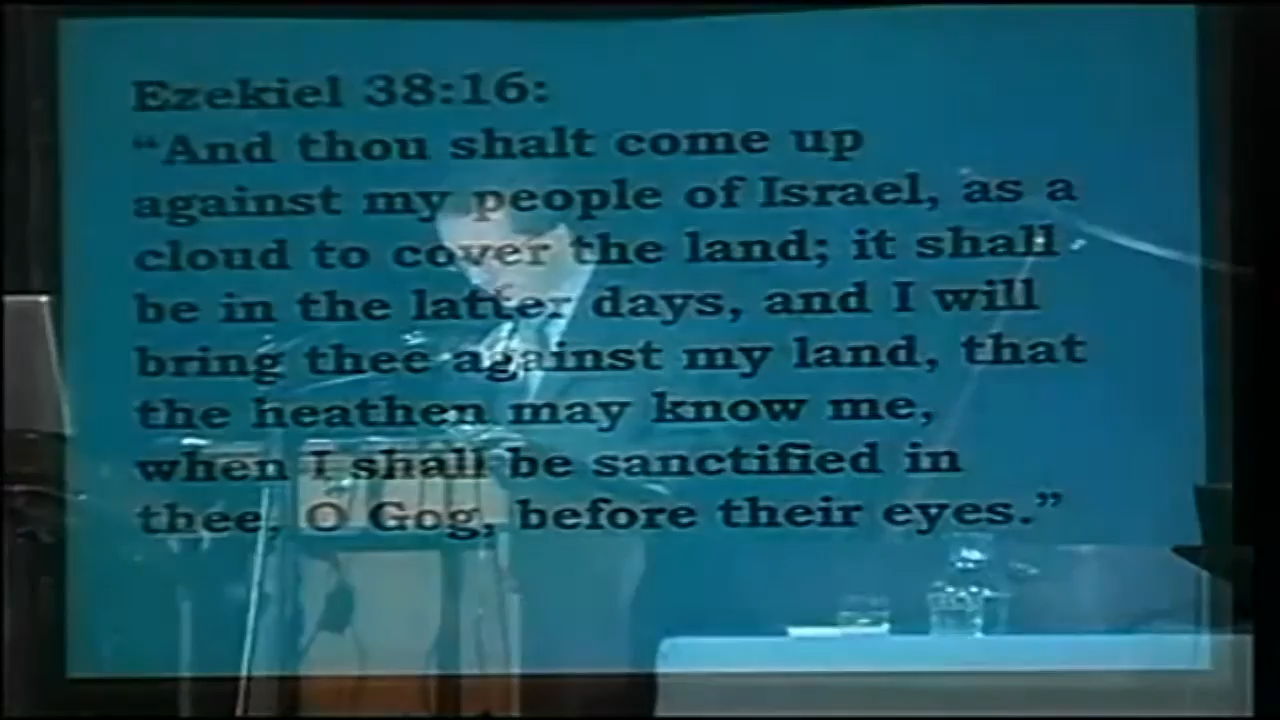 Ezekiel 38:16:
“And thou shalt come up
against my people of Israel, as a
cloud to cover the land; it shall
be in the latter days, and I will
bring thee against my land, that
the heathen may know me,
when I shall be sanctified in
thee, O Gog, before their eyes.”